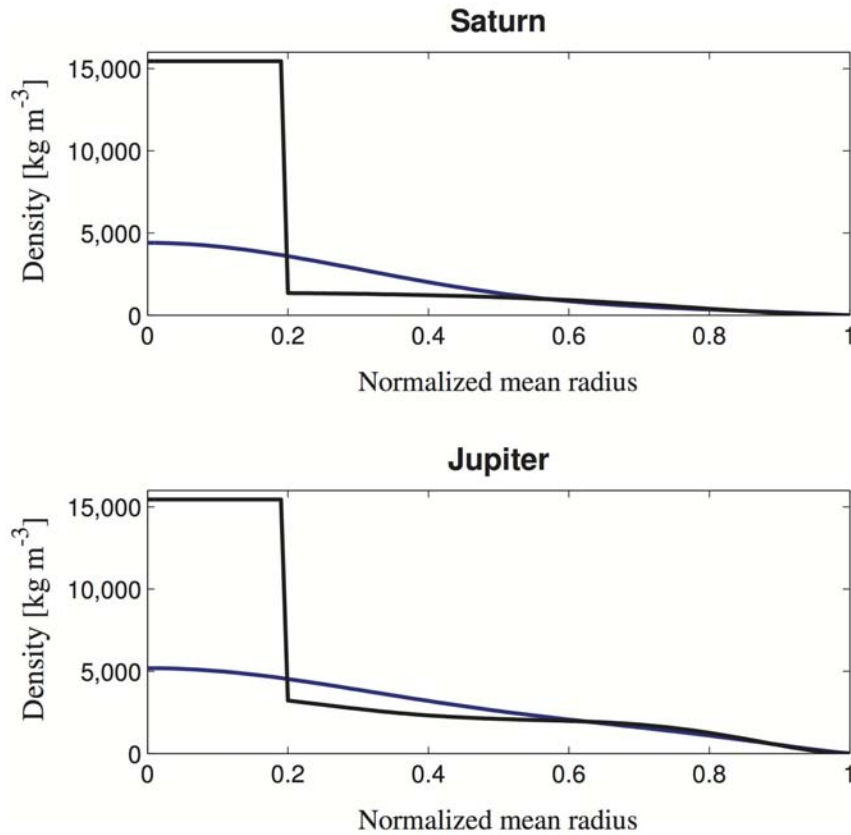 Saturn
15,000
10,000
5,000
0
Density [kg m⁻³]
0 0.2 0.4 0.6 0.8 1
Normalized mean radius
Jupiter
15,000
10,000
5,000
0
Density [kg m⁻³]
0 0.2 0.4 0.6 0.8 1
Normalized mean radius